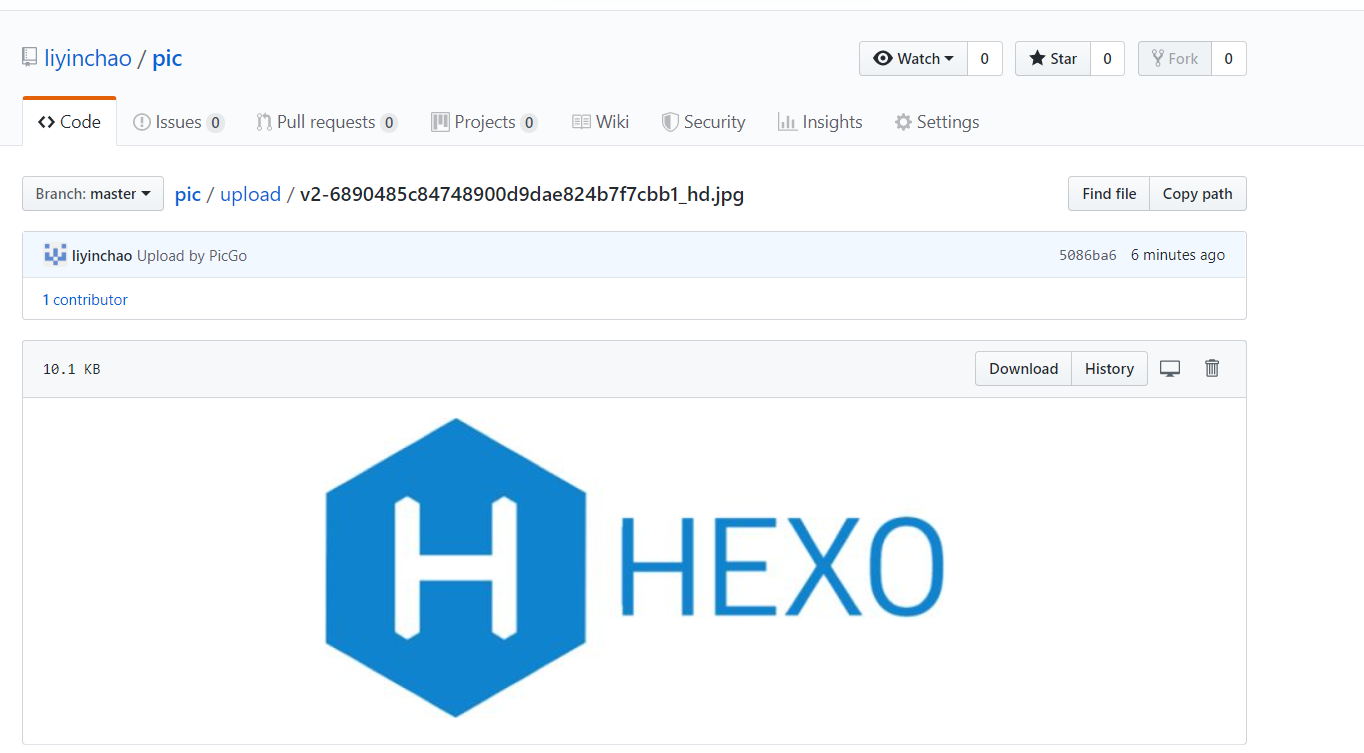 liyinchao / pic
Watch 0 Star 0 Fork 0
Code Issues 0 Pull requests 0 Projects 0 Wiki Security Insights Settings
Branch: master pic / upload / v2-6890485c84748900d9dae824b7f7cbb1_hd.jpg Find file Copy path
liyinchao Upload by PicGo 5086ba6 6 minutes ago
1 contributor
10.1 KB Download History
H HEXO